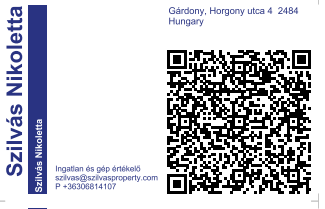 Szilvás Nikoletta
Szilvás Nikoletta
Gárdony, Horgony utca 4  2484
Hungary
Ingatlan és gép értékelő
szilvas@szilvasproperty.com
P +36306814107